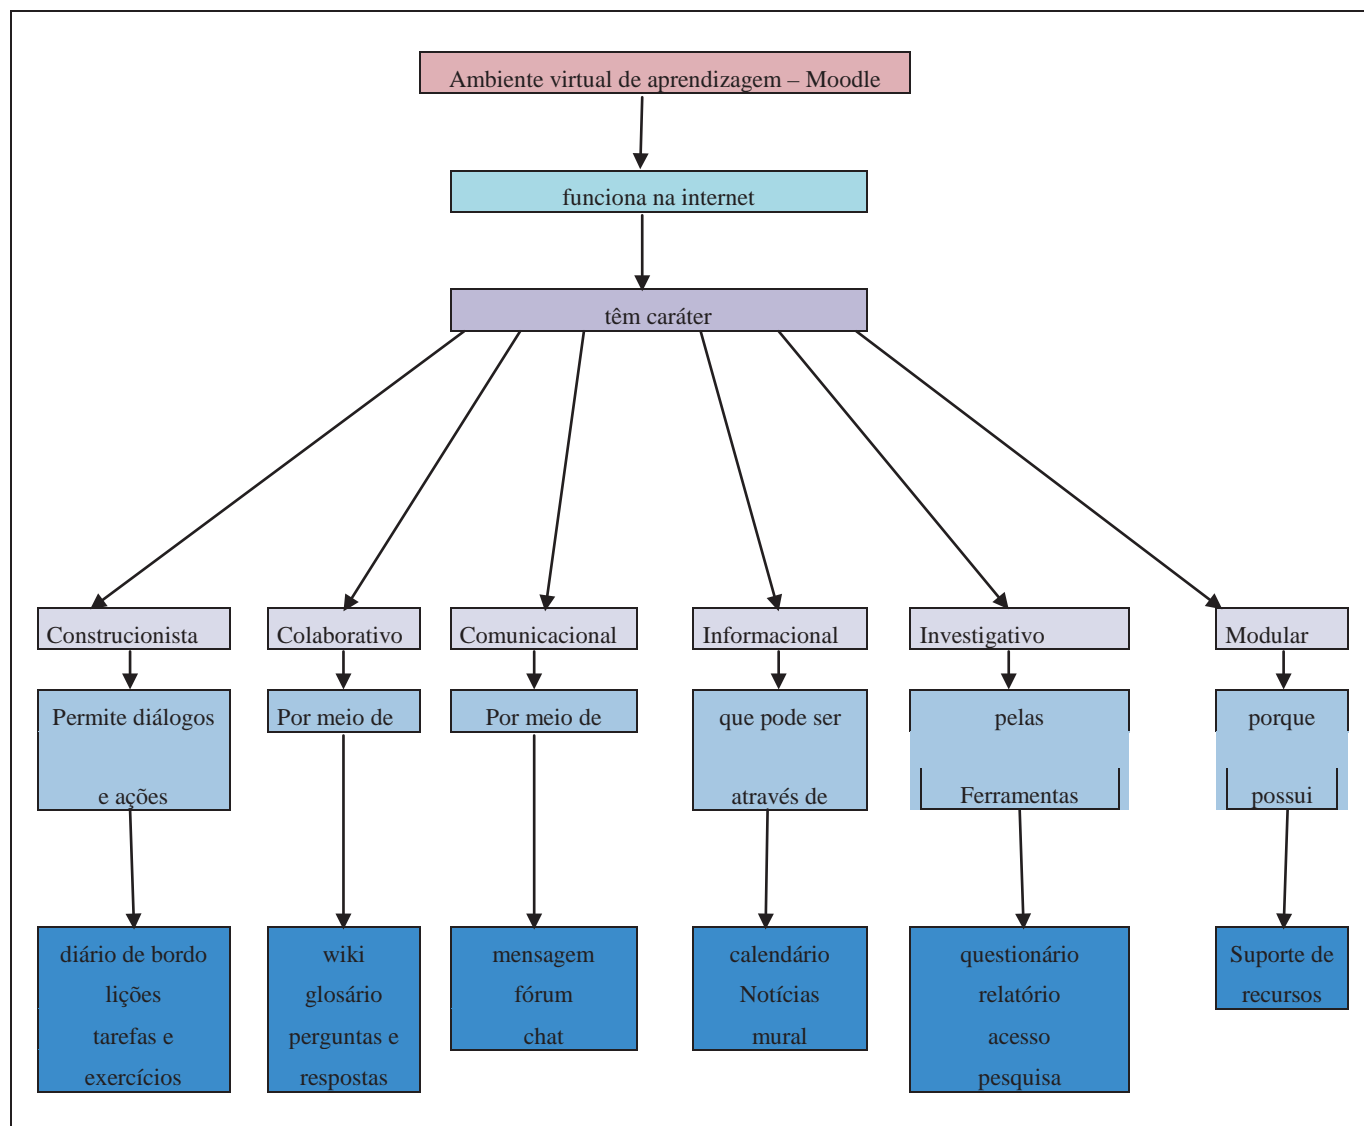 Ambiente virtual de aprendizagem – Moodle
funciona na internet
têm caráter
Construcionista
Colaborativo
Comunicacional
Informacional
Investigativo
Modular
Permite diálogos
e ações
Por meio de
Por meio de
que pode ser
através de
pelas
Ferramentas
porque
possui
diário de bordo
lições
tarefas e
exercícios
wiki
glosário
perguntas e
respostas
mensagem
fórum
chat
calendário
Notícias
mural
questionário
relatório
acesso
pesquisa
Suporte de
recursos